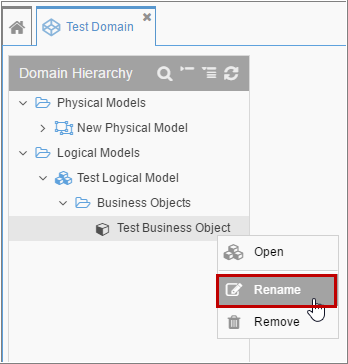 Test Domain
Domain Hierarchy
Physical Models
New Physical Model
Logical Models
Test Logical Model
Business Objects
Test Business Object
Open
Rename
Remove